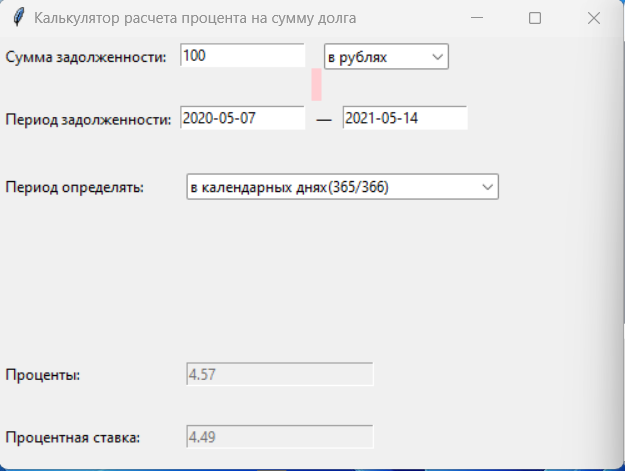 Калькулятор расчета процента на сумму долга
Сумма задолженности: 100 в рублях
Период задолженности: 2020-05-07 — 2021-05-14
Период определять: в календарных днях(365/366)
Проценты: 4.57
Процентная ставка: 4.49